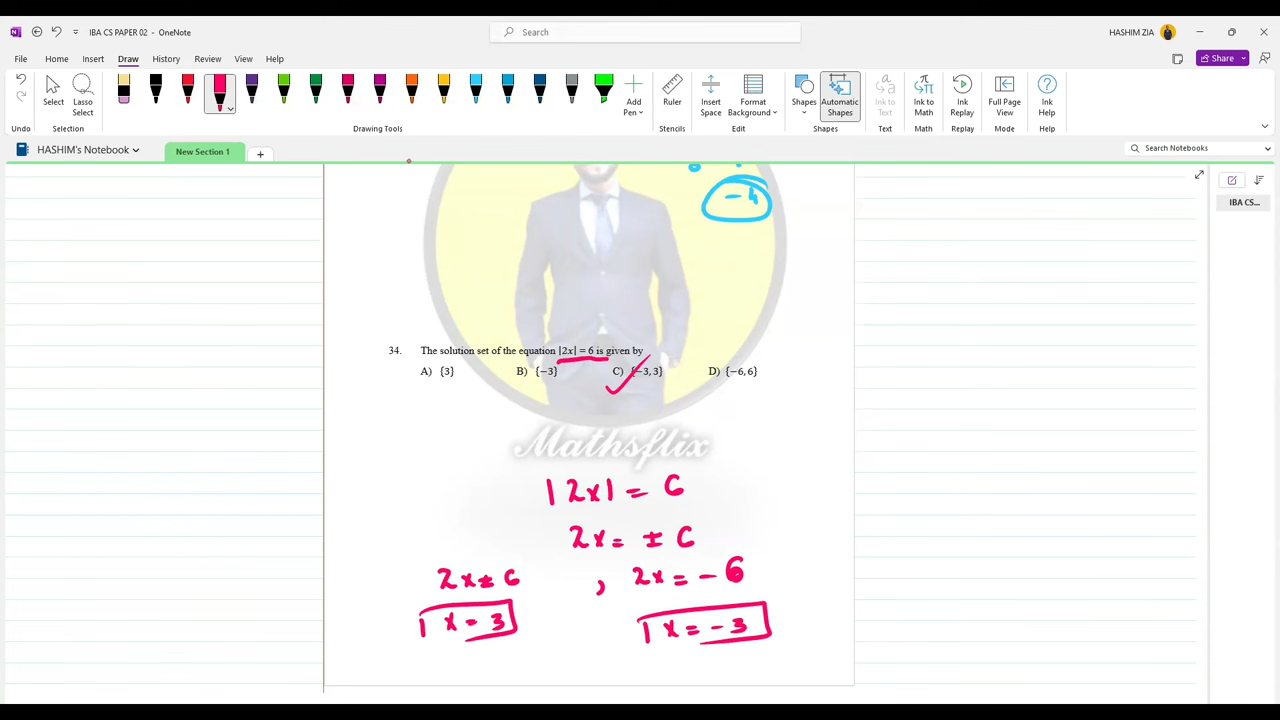 IBA CS PAPER 02 - OneNote
Search
HASHIM ZIA
File Home Insert Draw History Review View Help
Share
Select
Lasso Select
Add Pen
Ruler
Insert Space
Format Background
Shapes
Automatic Shapes
Ink to Text
Ink to Math
Ink Replay
Full Page View
Ink Help
Undo Selection Drawing Tools Stencils Edit Shapes Text Math Replay Mode Help
HASHIM's Notebook New Section 1 +
Search Notebooks
IBA CS...
-4
34. The solution set of the equation |2x| = 6 is given by
A) {3} B) {−3} C) {−3, 3} D) {−6, 6}
Mathsflix
|2x| = 6
2x = ± 6
2x = 6 , 2x = - 6
x = 3 x = - 3